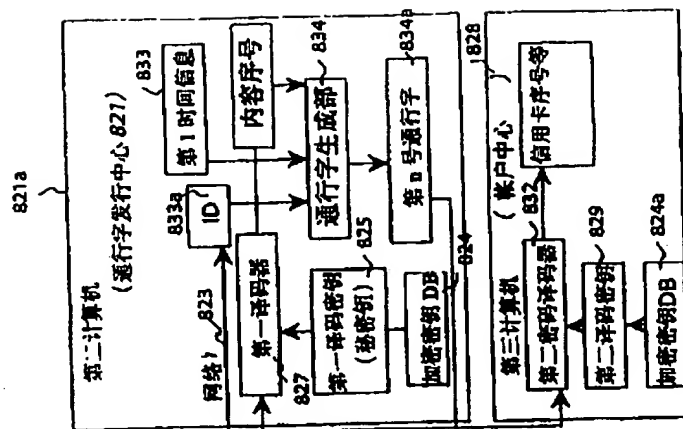 821a
第二计算机
(通行字发行中心821)
网络1
823
833a
ID
833
第1时间信息
内容序号
第一译码器
827
通行字生成部
834
第一译码密钥
(秘密钥)
825
第n号通行字
834a
加密密钥DB
824
第三计算机
(帐户中心
828
第二密码译码器
832
信用卡序号等
第二译码密钥
829
加密密钥DB
824a